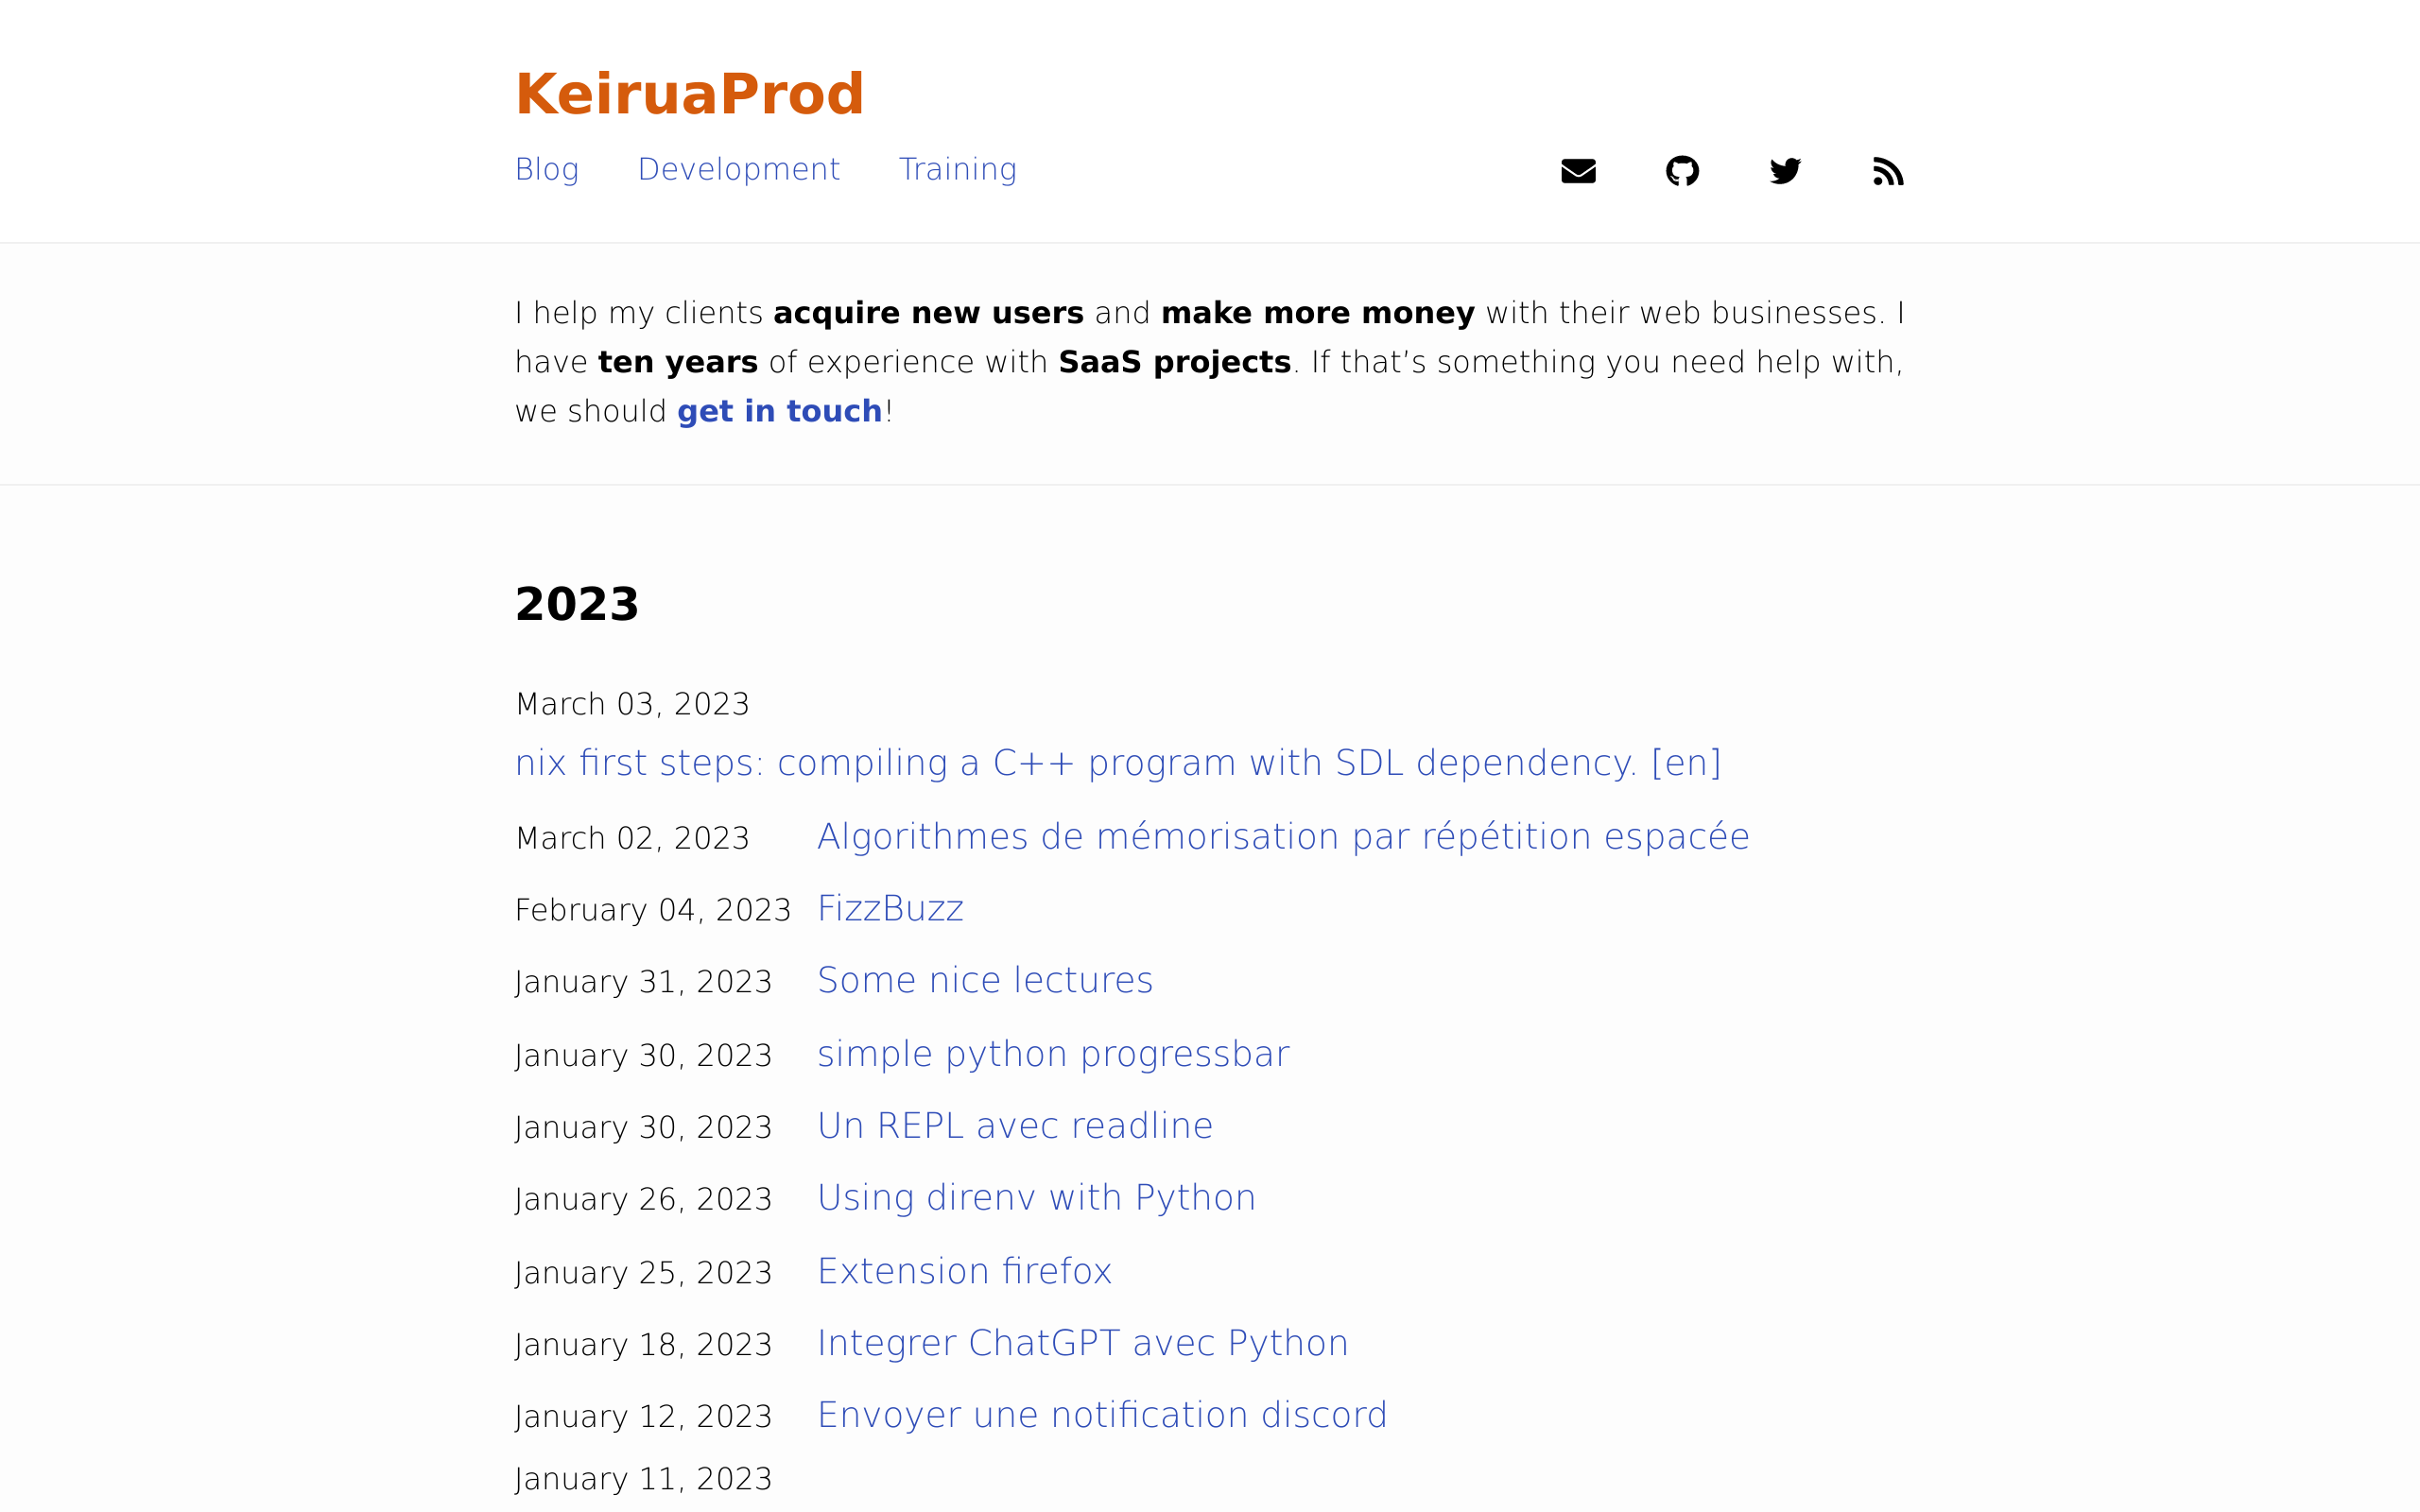 KeiruaProd
Blog Development Training
I help my clients acquire new users and make more money with their web businesses. I
have ten years of experience with SaaS projects. If that’s something you need help with,
we should get in touch!
2023
March 03, 2023
nix first steps: compiling a C++ program with SDL dependency. [en]
March 02, 2023 Algorithmes de mémorisation par répétition espacée
February 04, 2023 FizzBuzz
January 31, 2023 Some nice lectures
January 30, 2023 simple python progressbar
January 30, 2023 Un REPL avec readline
January 26, 2023 Using direnv with Python
January 25, 2023 Extension firefox
January 18, 2023 Integrer ChatGPT avec Python
January 12, 2023 Envoyer une notification discord
January 11, 2023